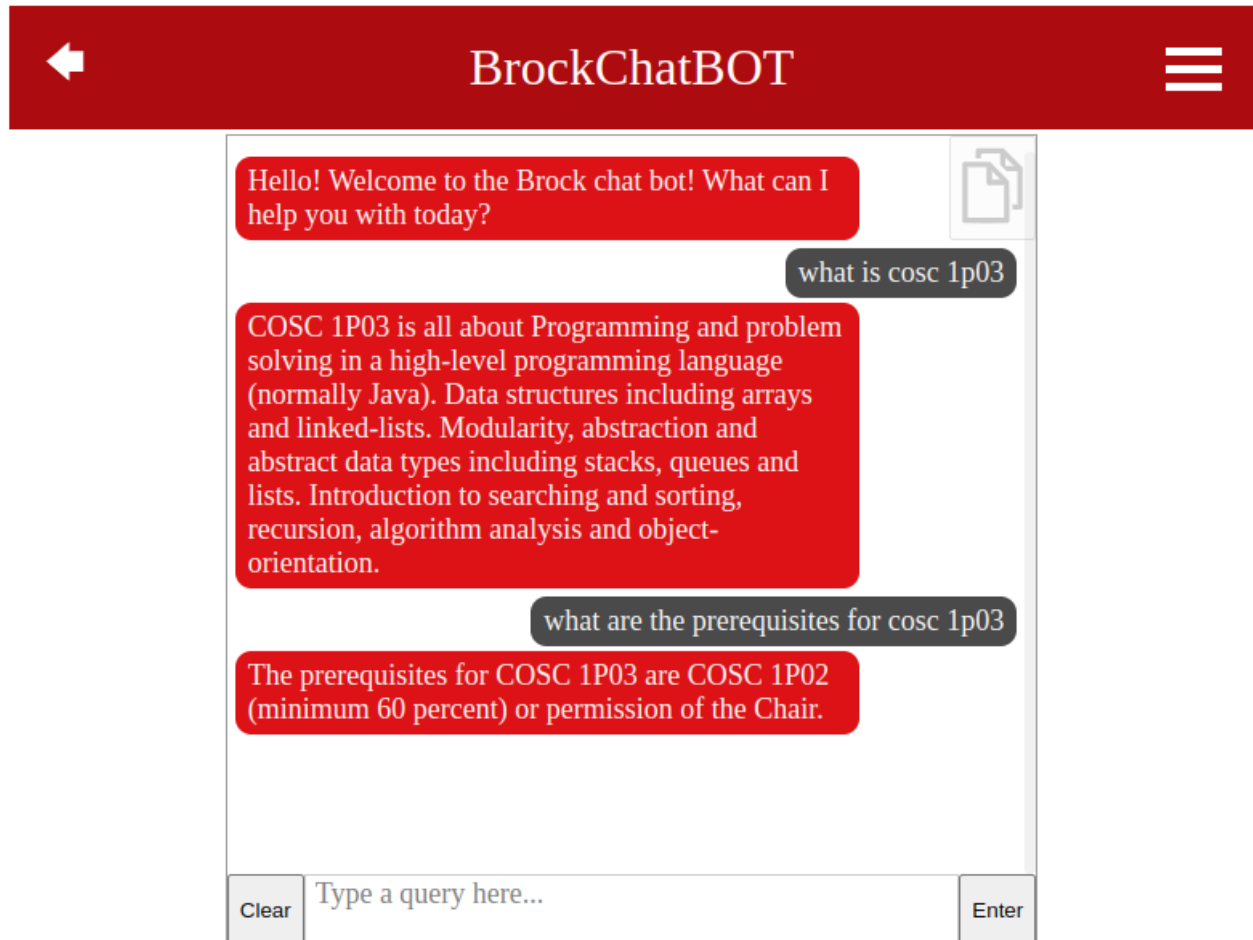 BrockChatBOT
Hello! Welcome to the Brock chat bot! What can I
help you with today?
what is cosc 1p03
COSC 1P03 is all about Programming and problem
solving in a high-level programming language
(normally Java). Data structures including arrays
and linked-lists. Modularity, abstraction and
abstract data types including stacks, queues and
lists. Introduction to searching and sorting,
recursion, algorithm analysis and object-
orientation.
what are the prerequisites for cosc 1p03
The prerequisites for COSC 1P03 are COSC 1P02
(minimum 60 percent) or permission of the Chair.
Clear
Type a query here...
Enter